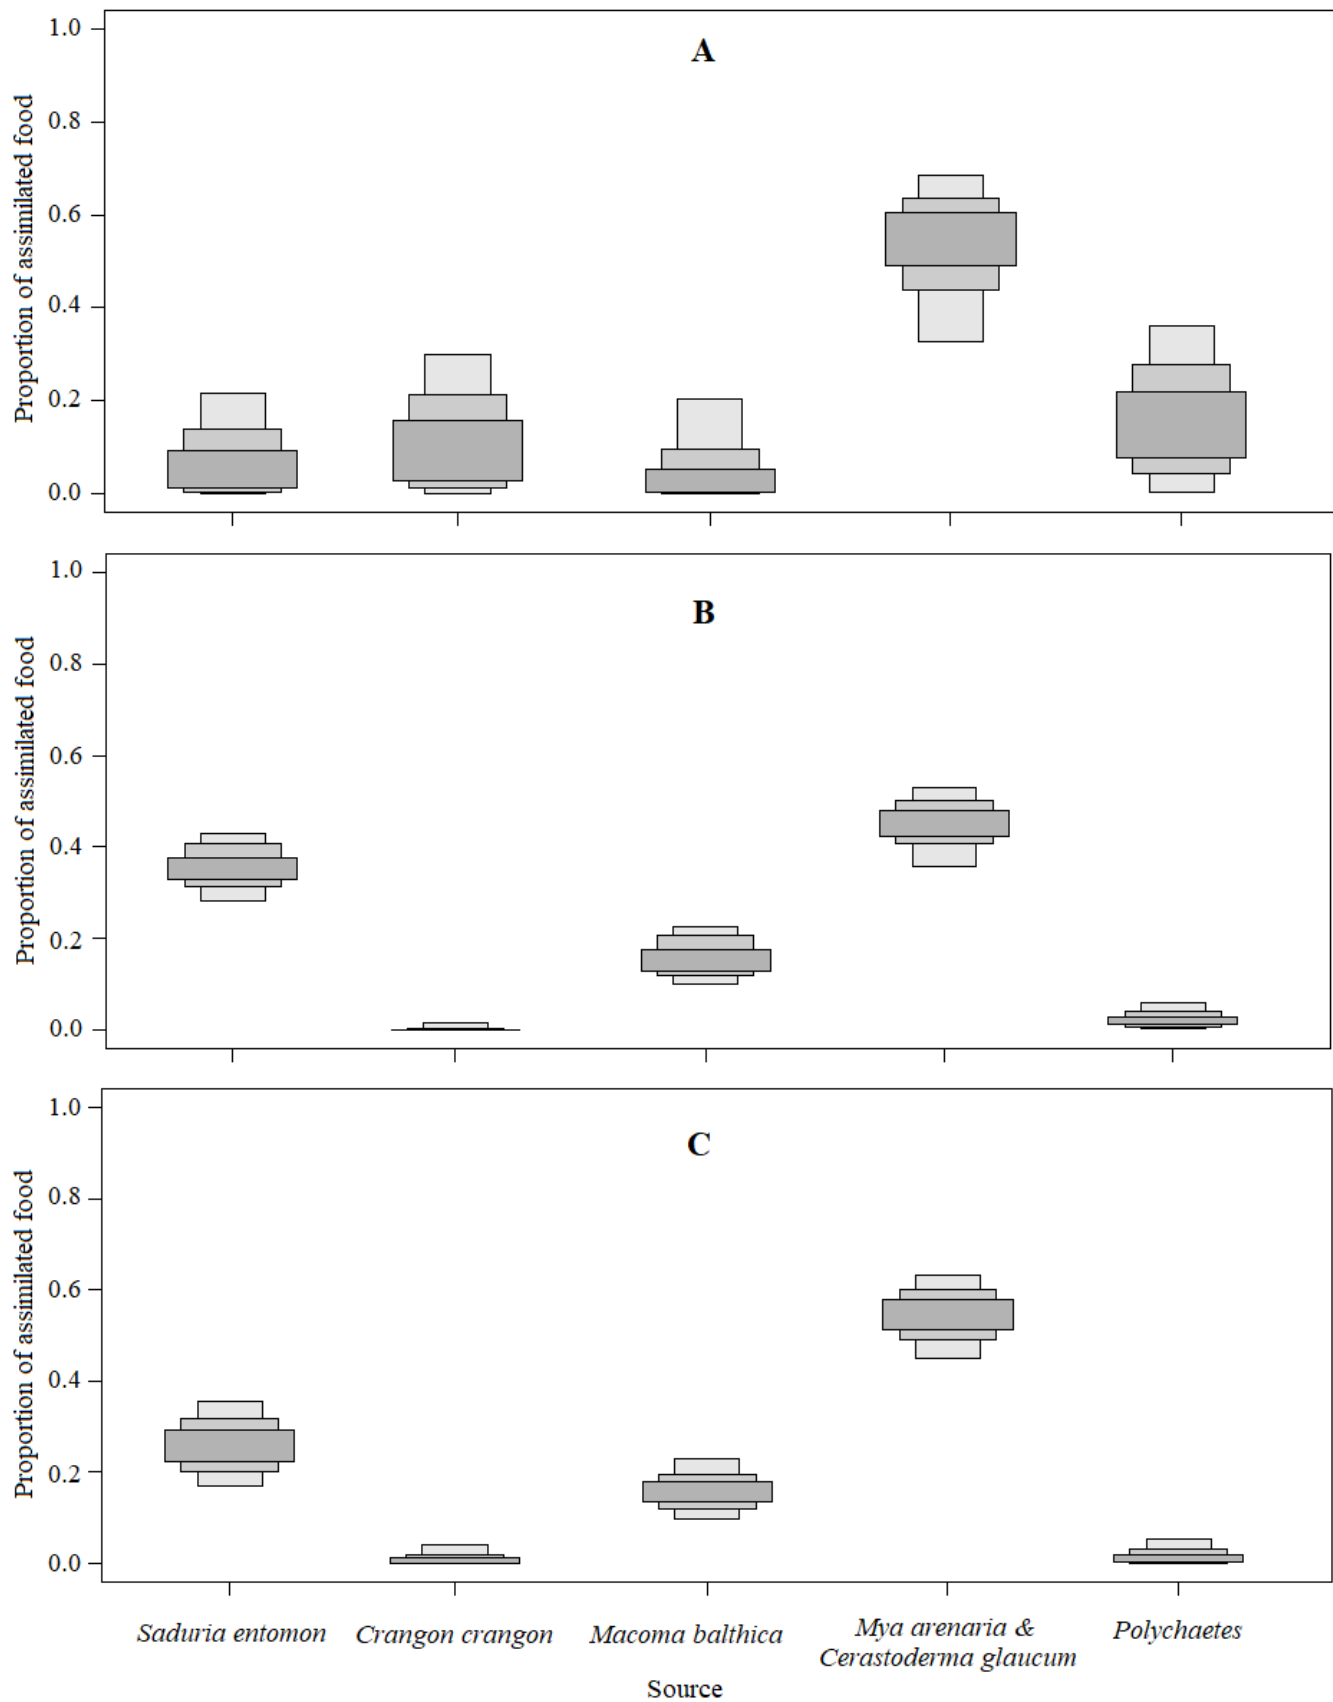 A
1.0
0.8
0.6
0.4
0.2
0.0
Proportion of assimilated food
B
1.0
0.8
0.6
0.4
0.2
0.0
Proportion of assimilated food
C
1.0
0.8
0.6
0.4
0.2
0.0
Proportion of assimilated food
Saduria entomon
Crangon crangon
Macoma balthica
Mya arenaria &
Cerastoderma glaucum
Polychaetes
Source